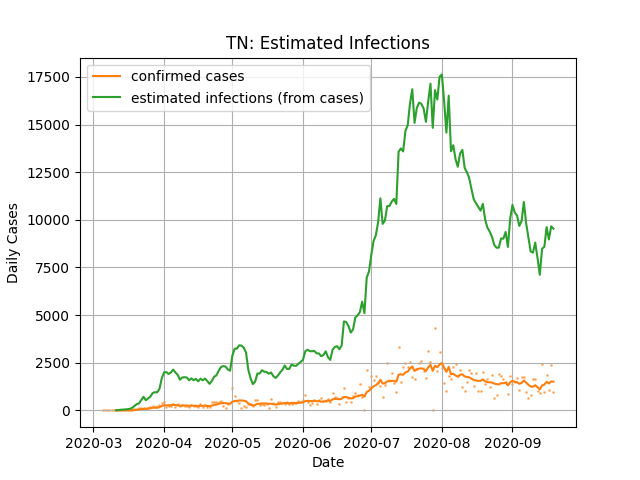 TN: Estimated Infections
confirmed cases
estimated infections (from cases)
17500
15000
12500
10000
7500
5000
2500
0
Daily Cases
2020-03 2020-04 2020-05 2020-06 2020-07 2020-08 2020-09
Date